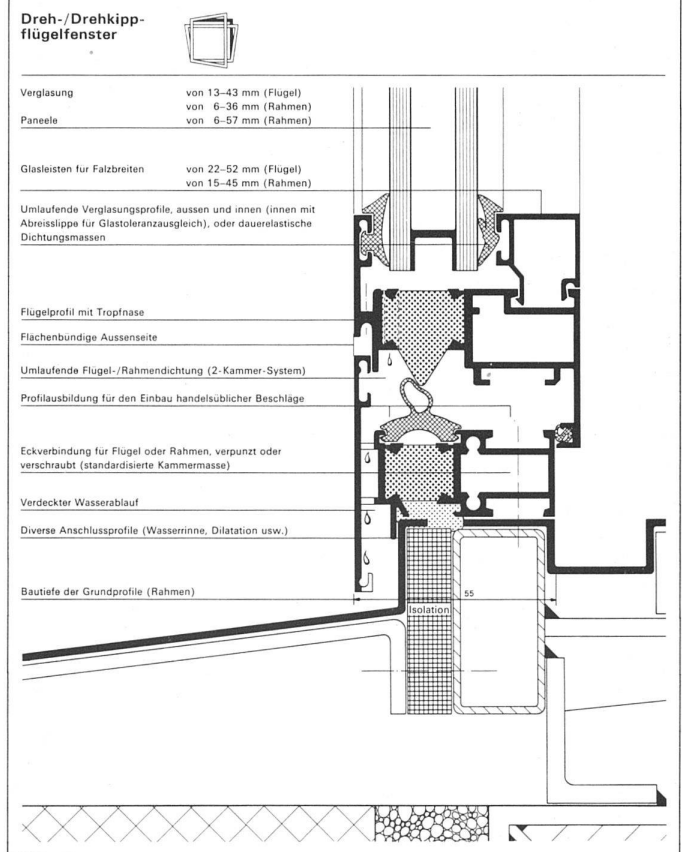 Dreh-/Drehkipp-
flügelfenster
Verglasung von 13–43 mm (Flügel)
von 6–36 mm (Rahmen)
Paneele von 6–57 mm (Rahmen)
Glasleisten für Falzbreiten von 22–52 mm (Flügel)
von 15–45 mm (Rahmen)
Umlaufende Verglasungsprofile, aussen und innen (innen mit
Abreisslippe für Glastoleranzausgleich), oder dauerelastische
Dichtungsmassen
Flügelprofil mit Tropfnase
Flächenbündige Aussenseite
Umlaufende Flügel-/Rahmendichtung (2-Kammer-System)
Profilausbildung für den Einbau handelsüblicher Beschläge
Eckverbindung für Flügel oder Rahmen, verpunzt oder
verschraubt (standardisierte Kammermasse)
Verdeckter Wasserablauf
Diverse Anschlussprofile (Wasserrinne, Dilatation usw.)
Bautiefe der Grundprofile (Rahmen)
55
Isolation